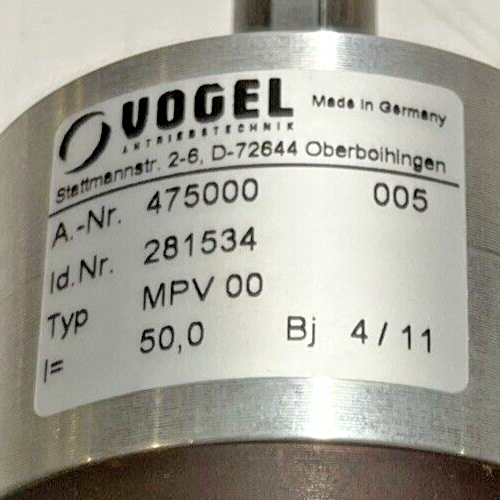 VOGEL Made in Germany
ANTRIEBSTECHNIK
Stattmannstr. 2-6, D-72644 Oberboihingen
A.-Nr. 475000 005
Id.Nr. 281534
Typ MPV 00
I= 50,0 Bj 4 / 11